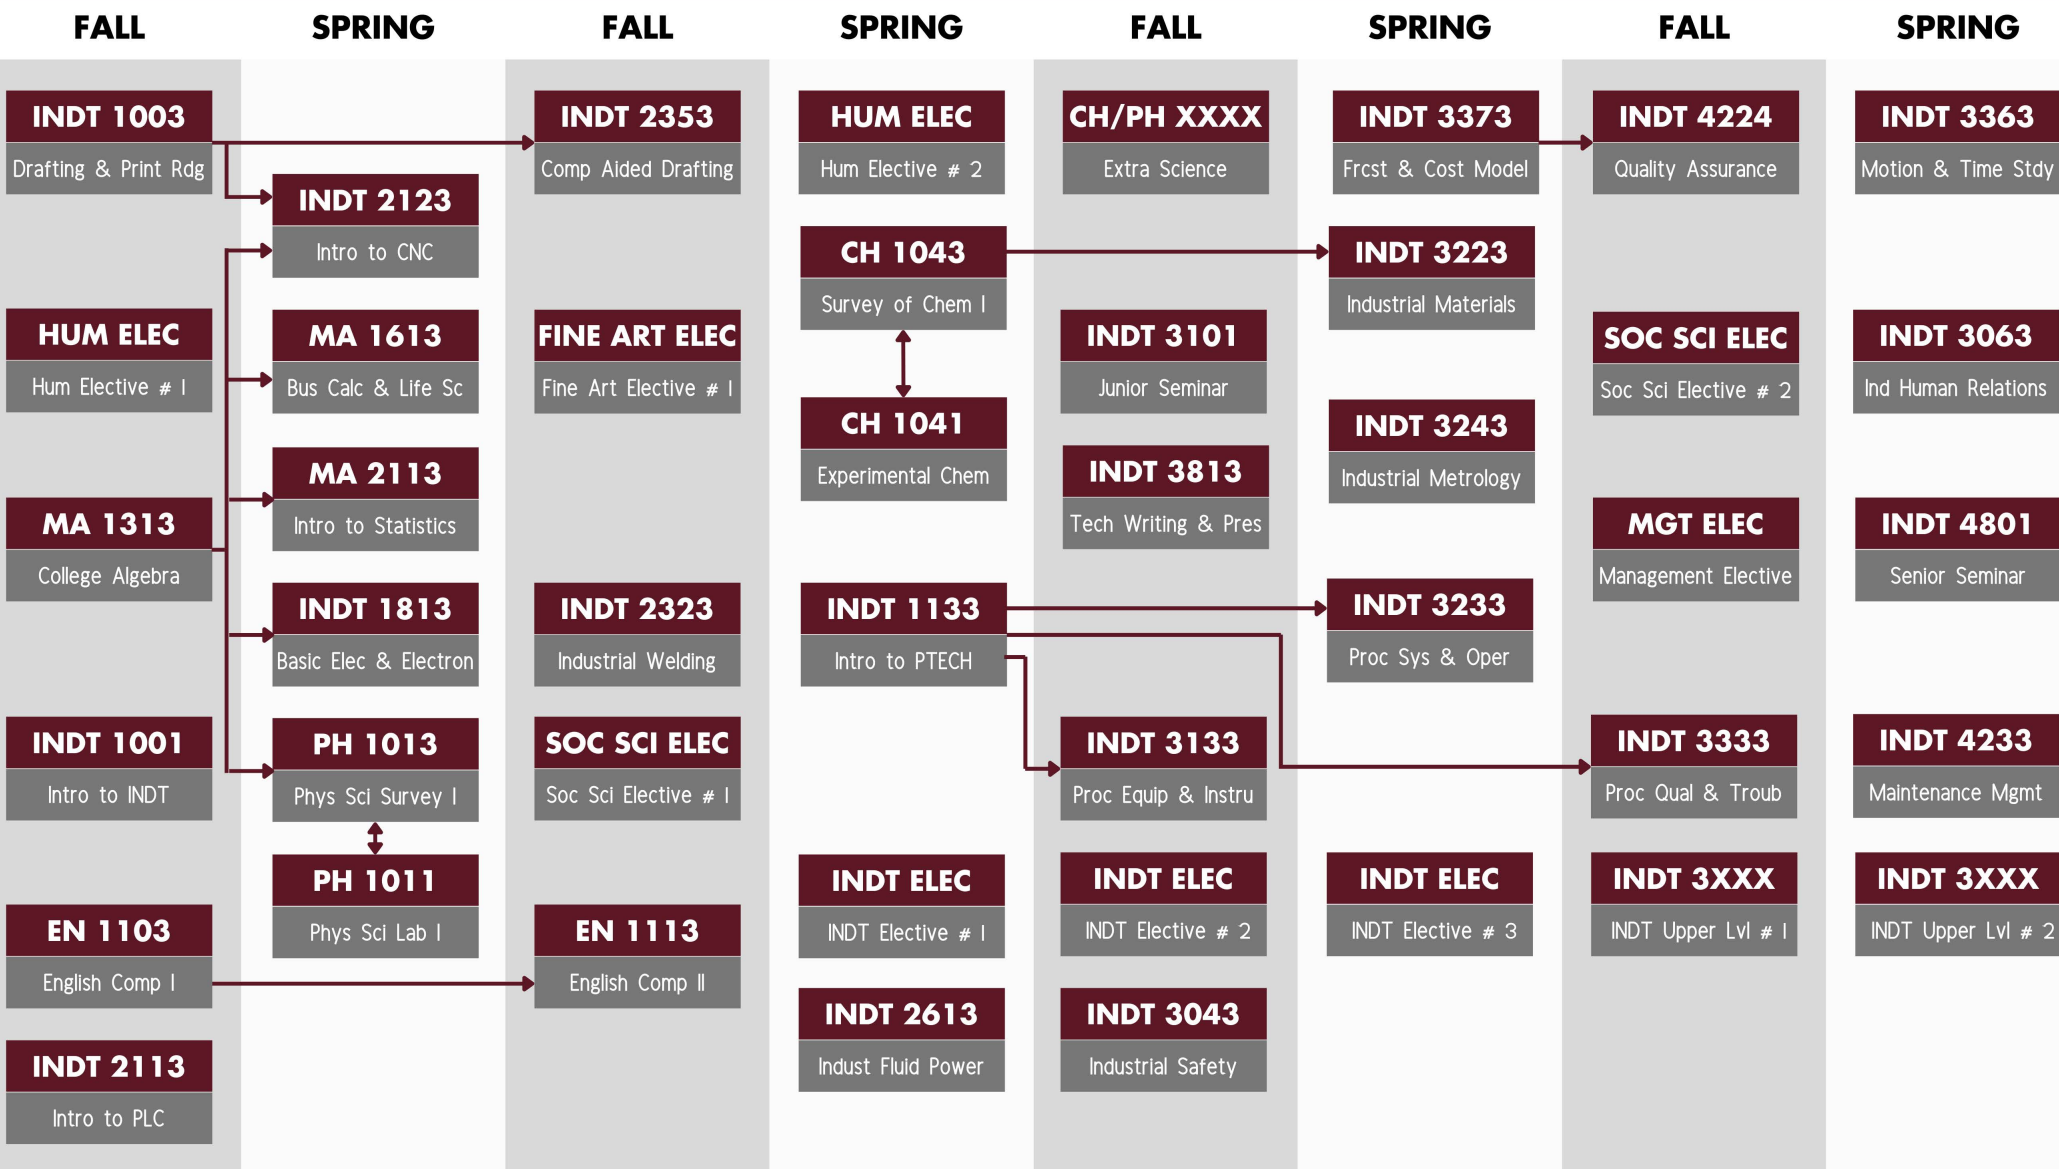 FALL
SPRING
FALL
SPRING
FALL
SPRING
FALL
SPRING
INDT 1003
Drafting & Print Rdg
HUM ELEC
Hum Elective # 1
MA 1313
College Algebra
INDT 1001
Intro to INDT
EN 1103
English Comp I
INDT 2113
Intro to PLC
INDT 2123
Intro to CNC
MA 1613
Bus Calc & Life Sc
MA 2113
Intro to Statistics
INDT 1813
Basic Elec & Electron
PH 1013
Phys Sci Survey I
PH 1011
Phys Sci Lab I
INDT 2353
Comp Aided Drafting
FINE ART ELEC
Fine Art Elective # 1
INDT 2323
Industrial Welding
SOC SCI ELEC
Soc Sci Elective # 1
EN 1113
English Comp II
HUM ELEC
Hum Elective # 2
CH 1043
Survey of Chem I
CH 1041
Experimental Chem
INDT 1133
Intro to PTECH
INDT ELEC
INDT Elective # 1
INDT 2613
Indust Fluid Power
CH/PH XXXX
Extra Science
INDT 3101
Junior Seminar
INDT 3813
Tech Writing & Pres
INDT 3133
Proc Equip & Instru
INDT ELEC
INDT Elective # 2
INDT 3043
Industrial Safety
INDT 3373
Frcst & Cost Model
INDT 3223
Industrial Materials
INDT 3243
Industrial Metrology
INDT 3233
Proc Sys & Oper
INDT ELEC
INDT Elective # 3
INDT 4224
Quality Assurance
SOC SCI ELEC
Soc Sci Elective # 2
MGT ELEC
Management Elective
INDT 3333
Proc Qual & Troub
INDT 3XXX
INDT Upper Lvl # 1
INDT 3363
Motion & Time Stdy
INDT 3063
Ind Human Relations
INDT 4801
Senior Seminar
INDT 4233
Maintenance Mgmt
INDT 3XXX
INDT Upper Lvl # 2